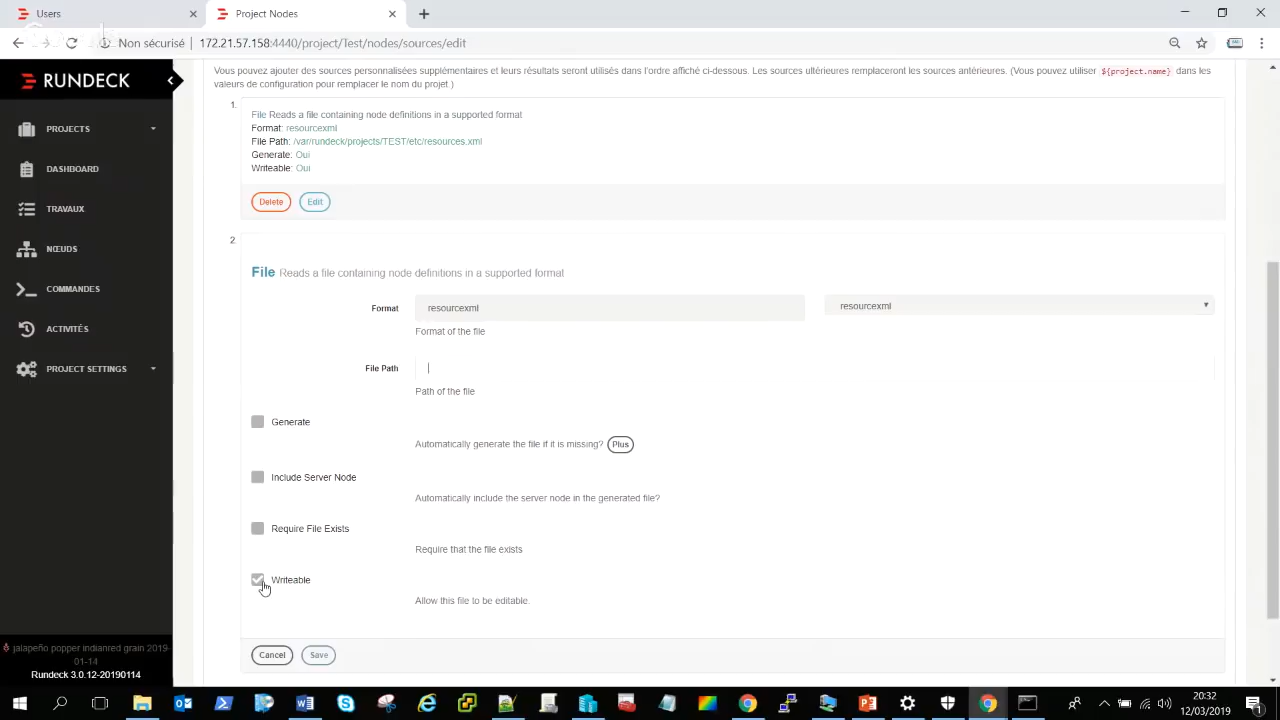 Users
Project Nodes
Non sécurisé
172.21.57.158:4440/project/Test/nodes/sources/edit
RUNDECK
PROJECTS
DASHBOARD
TRAVAUX
NŒUDS
COMMANDES
ACTIVITÉS
PROJECT SETTINGS
jalapeño popper indianred grain 2019-
01-14
Rundeck 3.0.12-20190114
Vous pouvez ajouter des sources personnalisées supplémentaires et leurs résultats seront utilisés dans l'ordre affiché ci-dessus. Les sources ultérieures remplaceront les sources antérieures. (Vous pouvez utiliser ${project.name} dans les
valeurs de configuration pour remplacer le nom du projet.)
1.
File Reads a file containing node definitions in a supported format
Format: resourcexml
File Path: /var/rundeck/projects/TEST/etc/resources.xml
Generate: Oui
Writeable: Oui
Delete
Edit
2.
File Reads a file containing node definitions in a supported format
Format
resourcexml
resourcexml
Format of the file
File Path
Path of the file
Generate
Automatically generate the file if it is missing? Plus
Include Server Node
Automatically include the server node in the generated file?
Require File Exists
Require that the file exists
Writeable
Allow this file to be editable.
Cancel
Save
20:32
12/03/2019